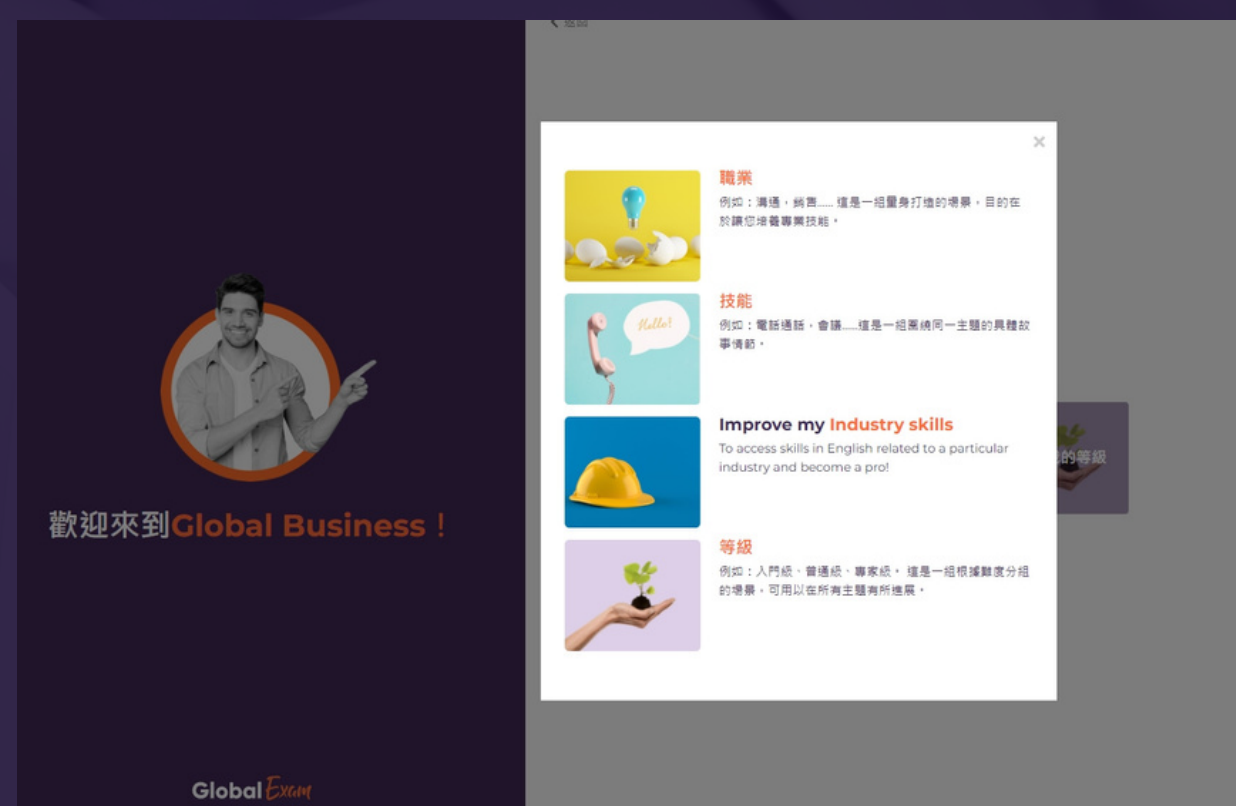 返回
歡迎來到Global Business！
Global Exam
職業
例如：溝通，銷售...... 這是一組量身打造的場景，目的在
於讓您培養專業技能。
Hello!
技能
例如：電話通話，會議......這是一組圍繞同一主題的具體故
事情節。
Improve my Industry skills
To access skills in English related to a particular
industry and become a pro!
等級
例如：入門級、普通級、專家級。 這是一組根據難度分組
的場景，可用以在所有主題有所進展。
的等級